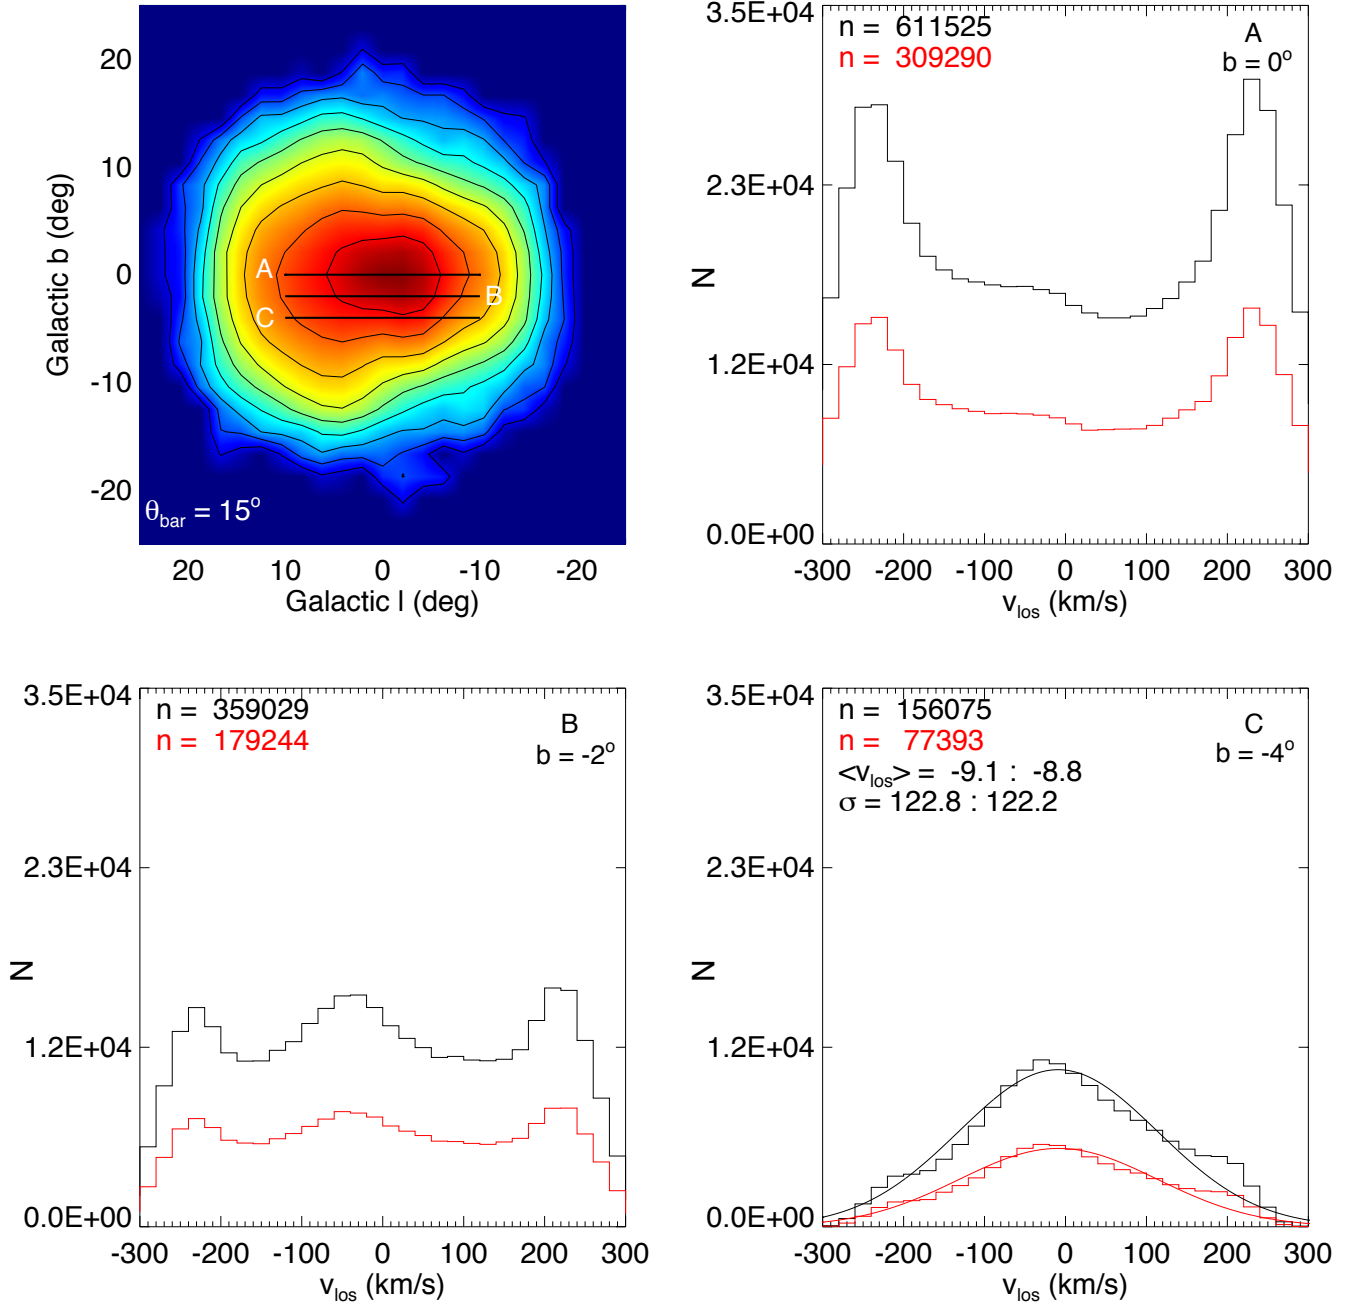 20
10
0
-10
-20
Galactic b (deg)
A
B
C
θbar = 15°
20 10 0 -10 -20
Galactic l (deg)
3.5E+04
2.3E+04
1.2E+04
0.0E+00
N
n = 611525
n = 309290
A
b = 0°
-300 -200 -100 0 100 200 300
vlos (km/s)
3.5E+04
2.3E+04
1.2E+04
0.0E+00
N
n = 359029
n = 179244
B
b = -2°
-300 -200 -100 0 100 200 300
vlos (km/s)
3.5E+04
2.3E+04
1.2E+04
0.0E+00
N
n = 156075
n = 77393
<vlos> = -9.1 : -8.8
σ = 122.8 : 122.2
C
b = -4°
-300 -200 -100 0 100 200 300
vlos (km/s)